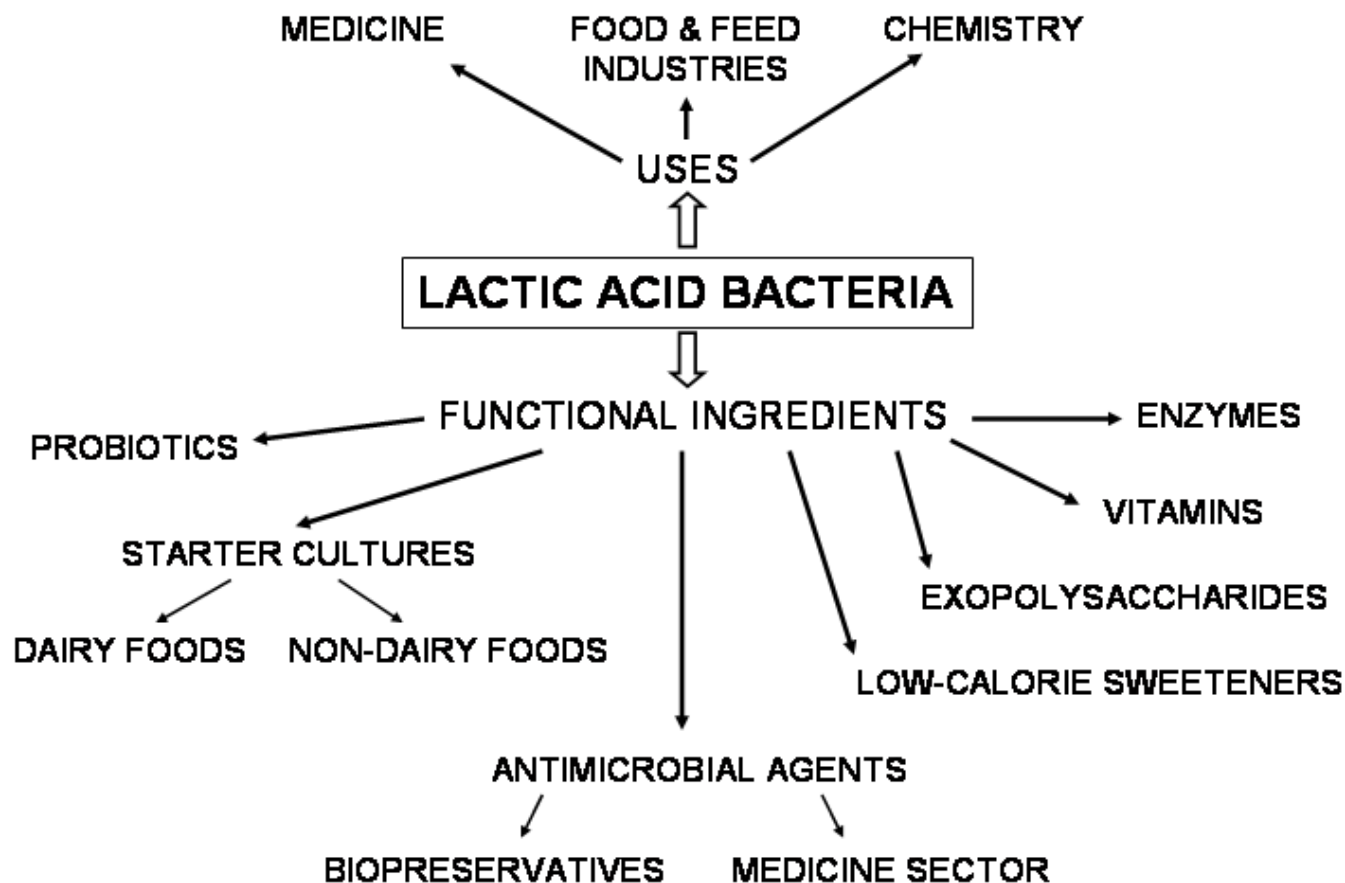 MEDICINE
FOOD & FEED
INDUSTRIES
CHEMISTRY
USES
LACTIC ACID BACTERIA
FUNCTIONAL INGREDIENTS
ENZYMES
PROBIOTICS
VITAMINS
STARTER CULTURES
EXOPOLYSACCHARIDES
DAIRY FOODS
NON-DAIRY FOODS
LOW-CALORIE SWEETENERS
ANTIMICROBIAL AGENTS
BIOPRESERVATIVES
MEDICINE SECTOR